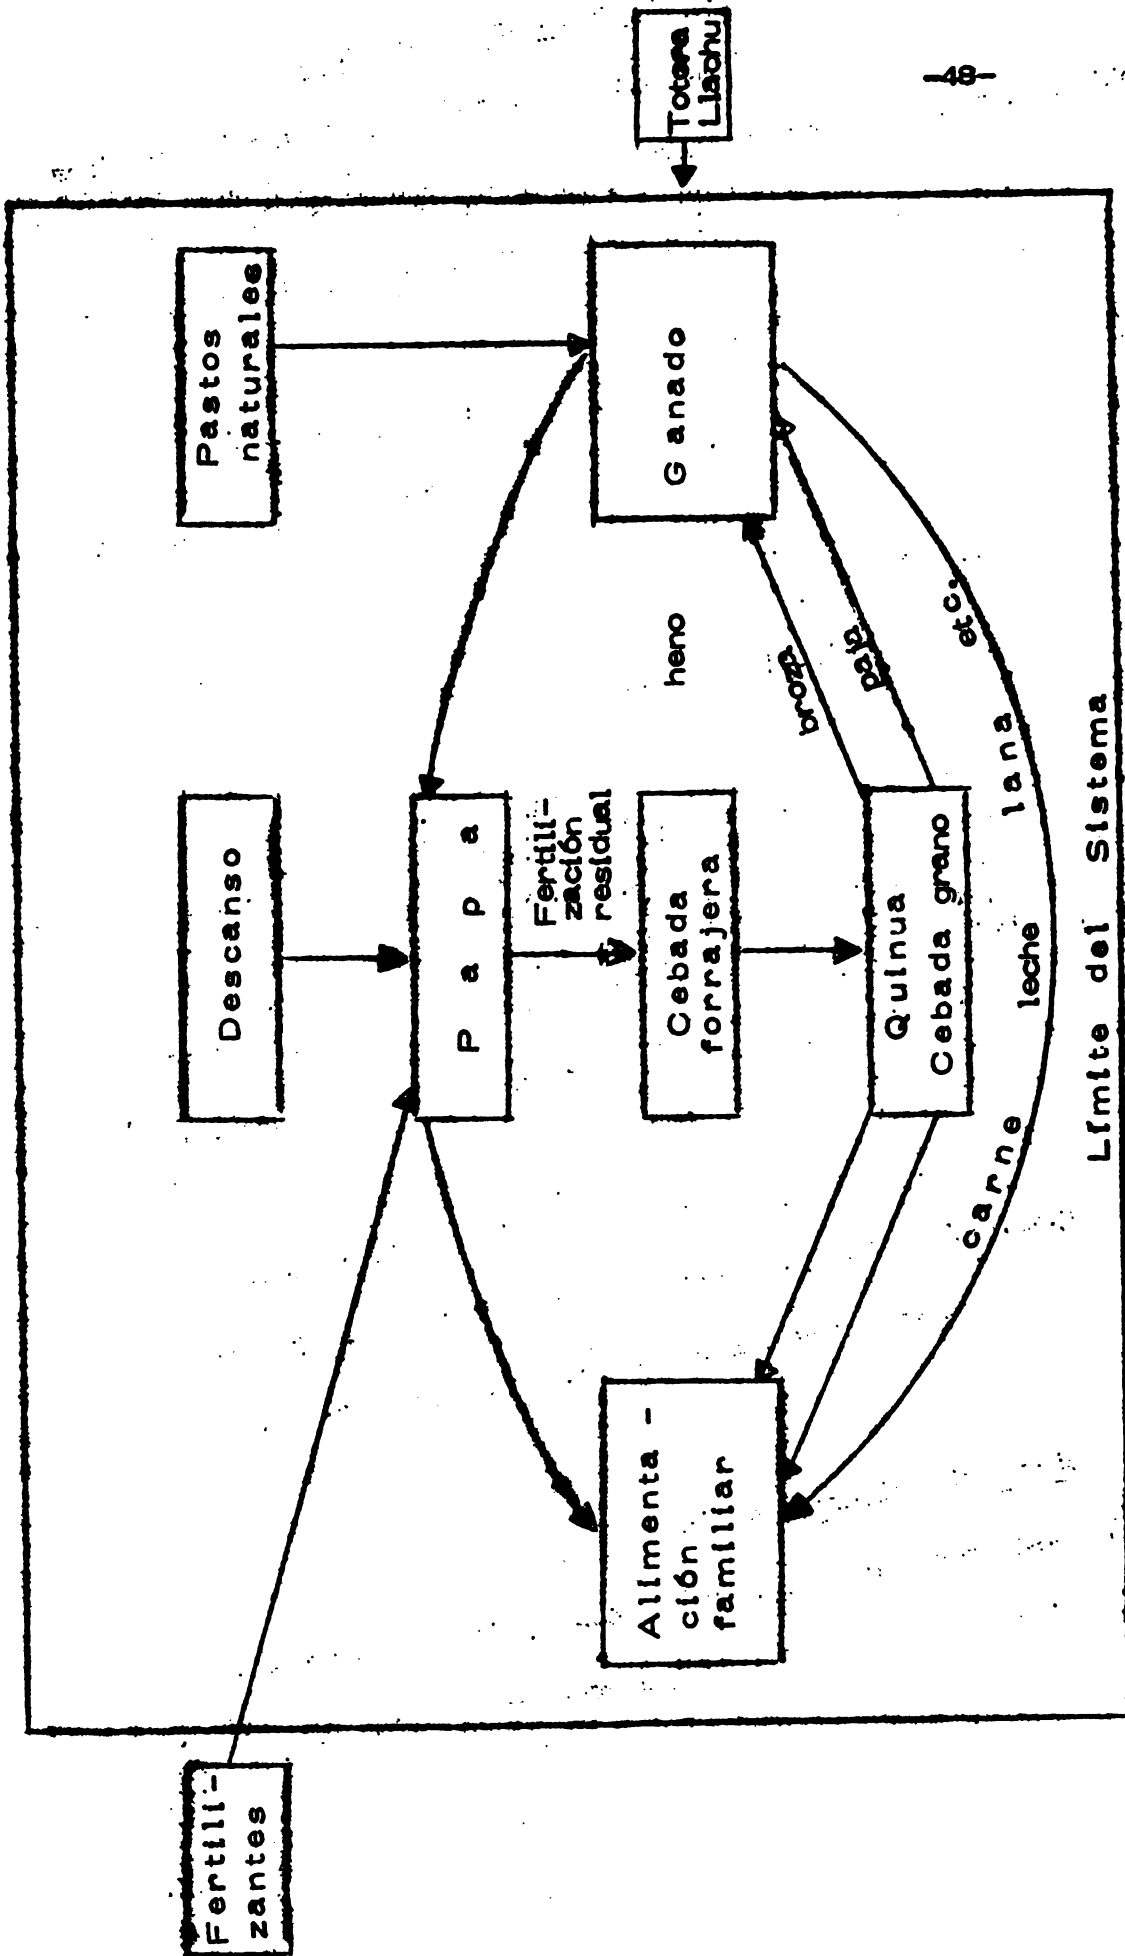 -48-
Totora
Llachu
Pastos
naturales
Ganado
Descanso
Papa
Fertili-
zación
residual
heno
Cebada
forrajera
broza
paja
Quinua
Cebada grano
Alimenta -
ción
familiar
carne leche lana etc.
Fertili-
zantes
Límite del Sistema